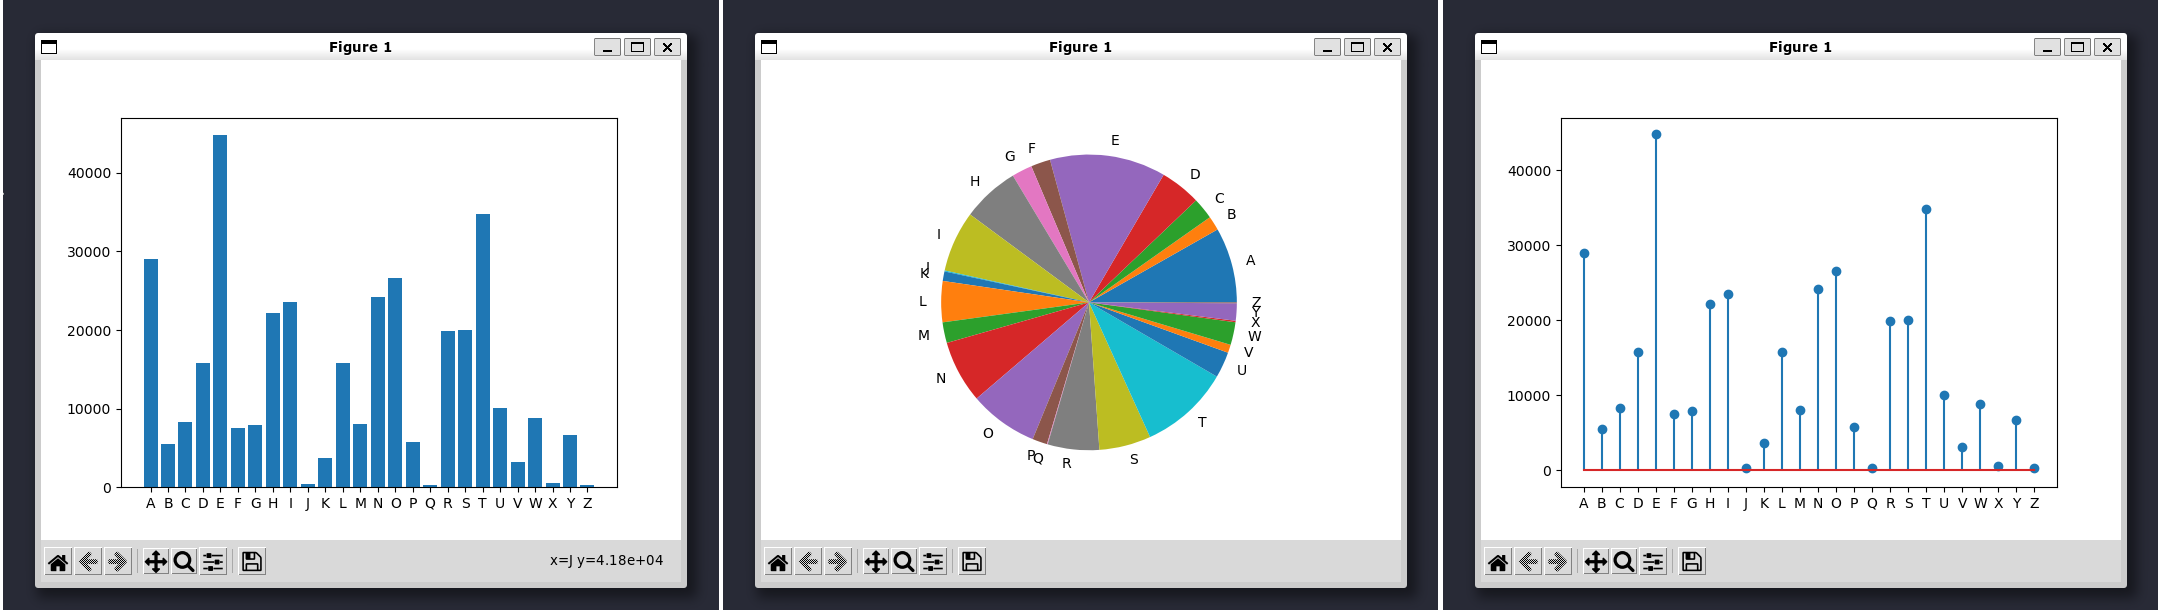 Figure 1
40000
30000
20000
10000
0
A B C D E F G H I J K L M N O P Q R S T U V W X Y Z
x=J y=4.18e+04
Figure 1
E
F
G
D
H
C
B
I
A
J
K
L
Z
Y
X
M
W
V
U
N
T
O
P
Q
R
S
Figure 1
40000
30000
20000
10000
0
A B C D E F G H I J K L M N O P Q R S T U V W X Y Z